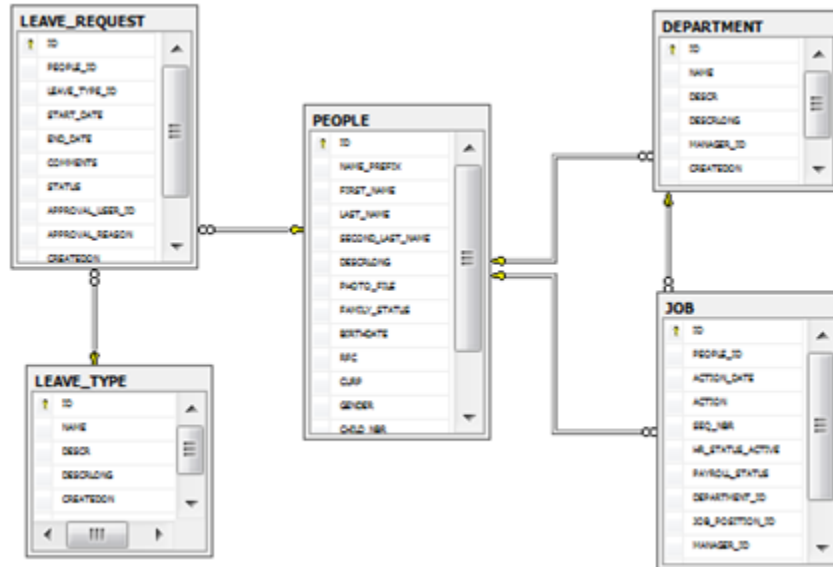 LEAVE_REQUEST
ID
PEOPLE_ID
LEAVE_TYPE_ID
START_DATE
END_DATE
COMMENTS
STATUS
APPROVAL_USER_ID
APPROVAL_REASON
CREATEDON
LEAVE_TYPE
ID
NAME
DESCR
DESCRLONG
CREATEDON
PEOPLE
ID
NAME_PREFIX
FIRST_NAME
LAST_NAME
SECOND_LAST_NAME
DESCRLONG
PHOTO_FILE
FAMILY_STATUS
BIRTHDATE
RFC
CURP
GENDER
CHILD_NBR
DEPARTMENT
ID
NAME
DESCR
DESCRLONG
MANAGER_ID
CREATEDON
JOB
ID
PEOPLE_ID
ACTION_DATE
ACTION
SEQ_NBR
HR_STATUS_ACTIVE
PAYROLL_STATUS
DEPARTMENT_ID
JOB_POSITION_ID
MANAGER_ID